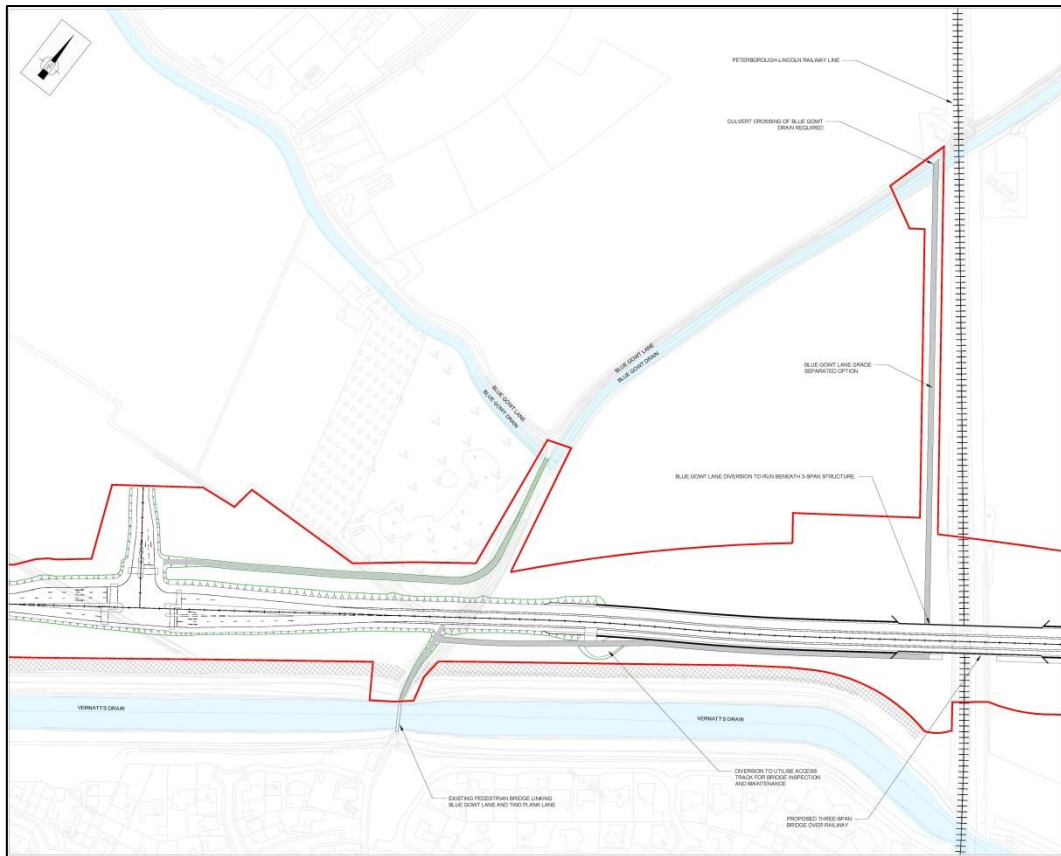 PETERBOROUGH-LINCOLN RAILWAY LINE
CULVERT CROSSING OF BLUE GOWT
DRAIN REQUIRED
BLUE GOWT LANE
BLUE GOWT DRAIN
BLUE GOWT LANE
BLUE GOWT DRAIN
BLUE GOWT LANE GRADE
SEPARATED OPTION
BLUE GOWT LANE DIVERSION TO RUN BENEATH 3-SPAN STRUCTURE
VERNATT'S DRAIN
VERNATT'S DRAIN
DIVERSION TO UTILISE ACCESS
TRACK FOR BRIDGE INSPECTION
AND MAINTENANCE
EXISTING PEDESTRIAN BRIDGE LINKING
BLUE GOWT LANE AND TWO PLANK LANE
PROPOSED THREE-SPAN
BRIDGE OVER RAILWAY